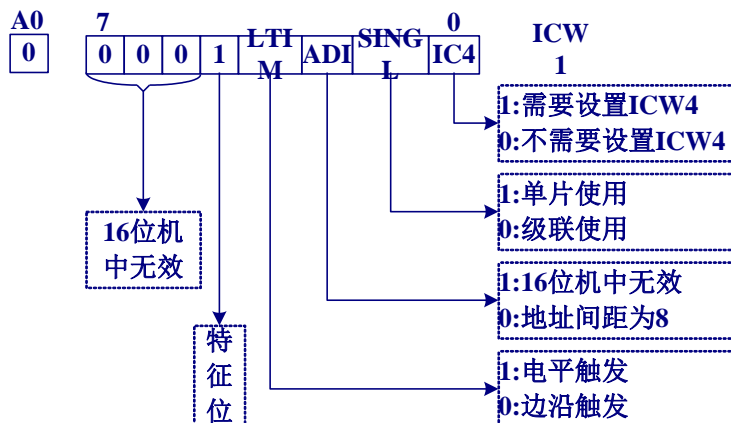 A0 7 0 ICW 1
0 0 0 0 1 LTIM ADI SINGL IC4
1:需要设置ICW4
0:不需要设置ICW4
1:单片使用
0:级联使用
16位机
中无效
1:16位机中无效
0:地址间距为8
特
征
位
1:电平触发
0:边沿触发